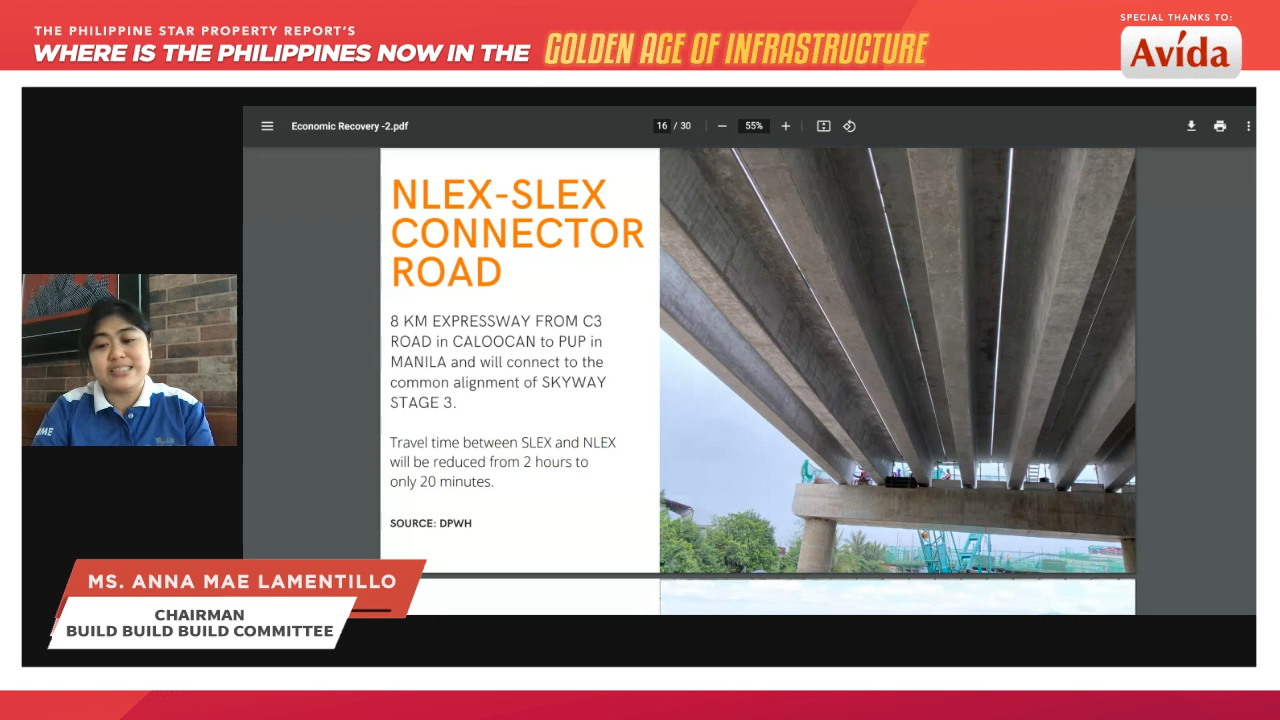 THE PHILIPPINE STAR PROPERTY REPORT'S
WHERE IS THE PHILIPPINES NOW IN THE GOLDEN AGE OF INFRASTRUCTURE
SPECIAL THANKS TO:
Avída
Economic Recovery -2.pdf
16 / 30
55%
NLEX-SLEX
CONNECTOR
ROAD
8 KM EXPRESSWAY FROM C3
ROAD in CALOOCAN to PUP in
MANILA and will connect to the
common alignment of SKYWAY
STAGE 3.
Travel time between SLEX and NLEX
will be reduced from 2 hours to
only 20 minutes.
SOURCE: DPWH
MS. ANNA MAE LAMENTILLO
CHAIRMAN
BUILD BUILD BUILD COMMITTEE